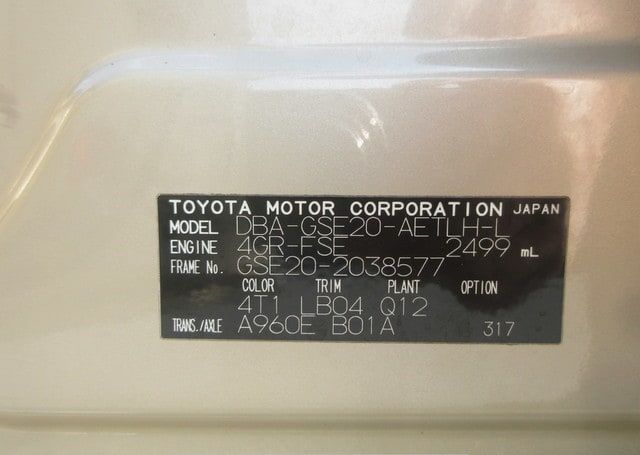 TOYOTA MOTOR CORPORATION JAPAN
MODEL DBA-GSE20-AETLH-L
ENGINE 4GR-FSE 2499 mL
FRAME No. GSE20-2038577
COLOR TRIM PLANT OPTION
4T1 LB04 Q12
TRANS./AXLE A960E B01A 317